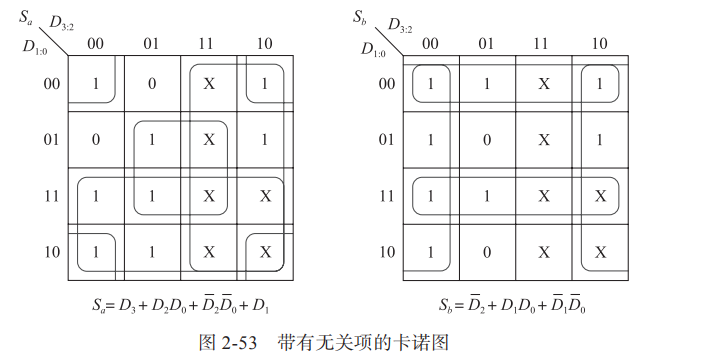 S_a D_{3:2}
D_{1:0} 00 01 11 10
00 1 0 X 1
01 0 1 X 1
11 1 1 X X
10 1 1 X X
S_a = D_3 + D_2D_0 + \overline{D}_2\overline{D}_0 + D_1
S_b D_{3:2}
D_{1:0} 00 01 11 10
00 1 1 X 1
01 1 0 X 1
11 1 1 X X
10 1 0 X X
S_b = \overline{D}_2 + D_1D_0 + \overline{D}_1\overline{D}_0
图 2-53 带有无关项的卡诺图